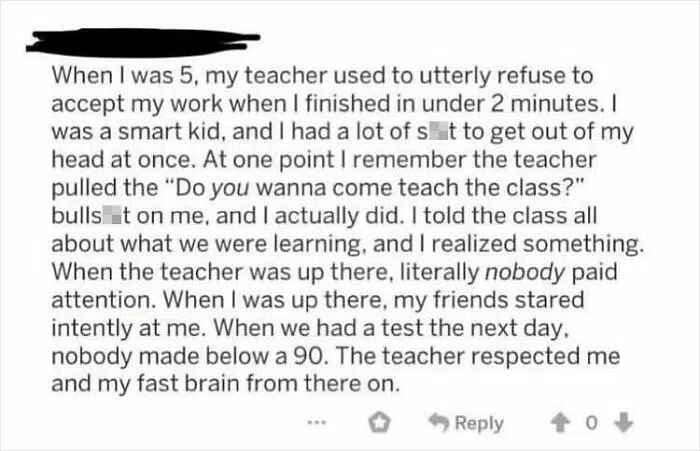 When I was 5, my teacher used to utterly refuse to
accept my work when I finished in under 2 minutes. I
was a smart kid, and I had a lot of s t to get out of my
head at once. At one point I remember the teacher
pulled the “Do you wanna come teach the class?”
bulls t on me, and I actually did. I told the class all
about what we were learning, and I realized something.
When the teacher was up there, literally nobody paid
attention. When I was up there, my friends stared
intently at me. When we had a test the next day,
nobody made below a 90. The teacher respected me
and my fast brain from there on.
... Reply 0